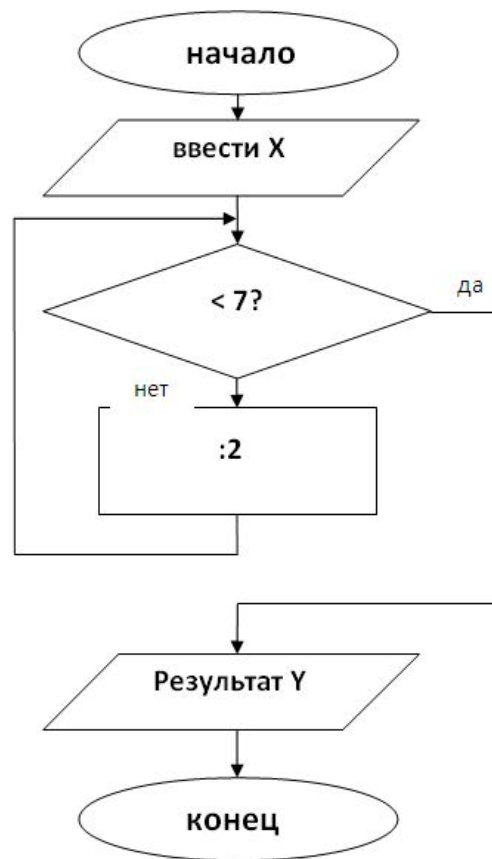 начало
ввести X
< 7?
да
нет
:2
Результат Y
конец